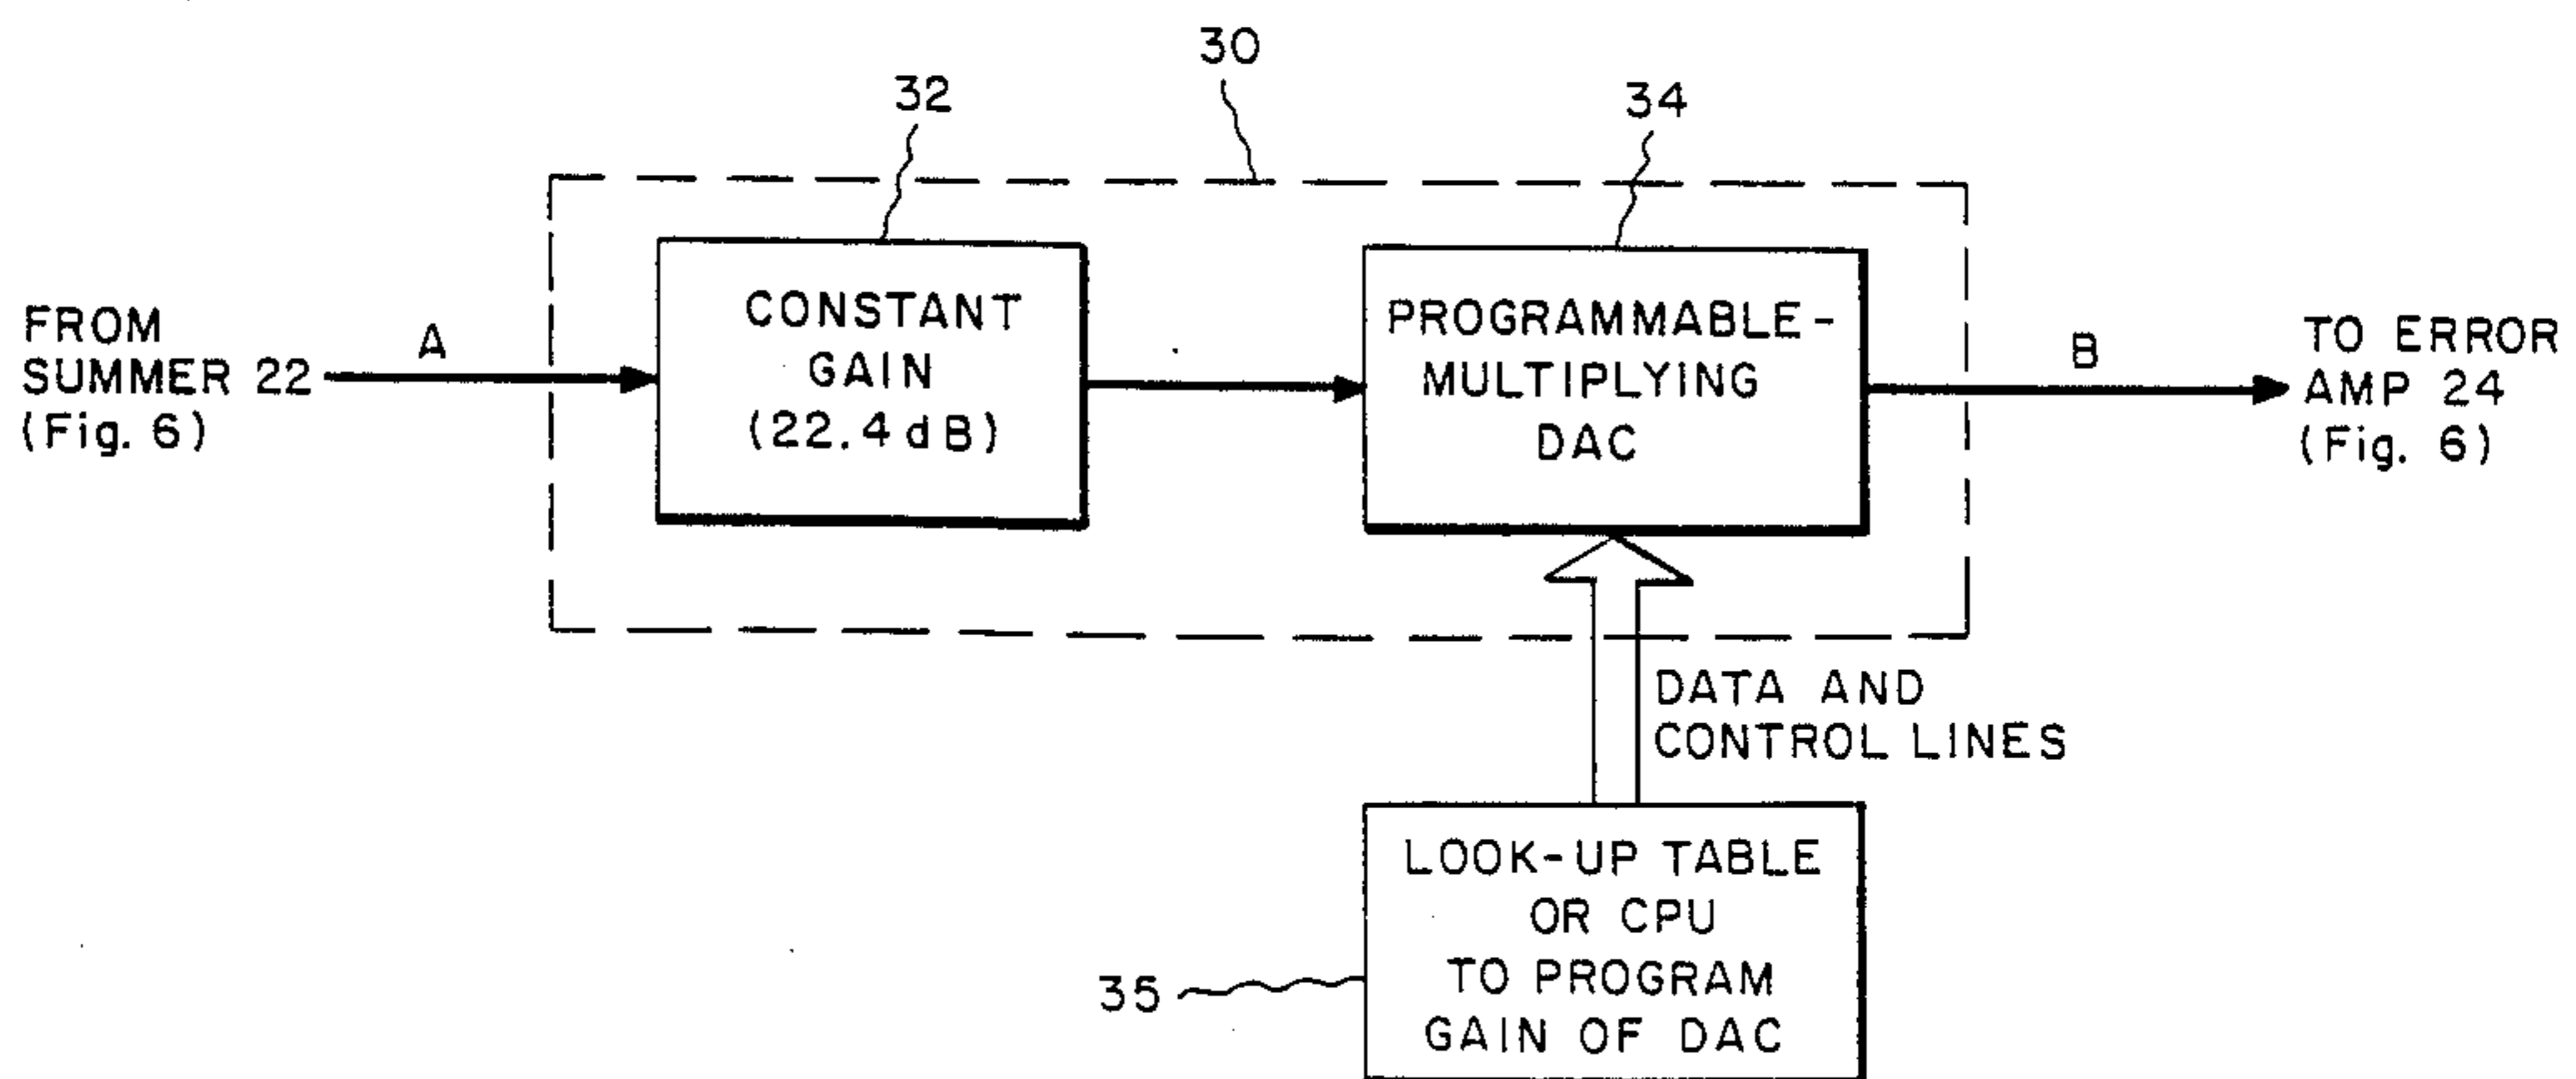 30
32
34
FROM
SUMMER 22
(Fig. 6)
A
CONSTANT
GAIN
(22.4 dB)
PROGRAMMABLE-
MULTIPLYING
DAC
B
TO ERROR
AMP 24
(Fig. 6)
DATA AND
CONTROL LINES
LOOK-UP TABLE
OR CPU
TO PROGRAM
GAIN OF DAC
35